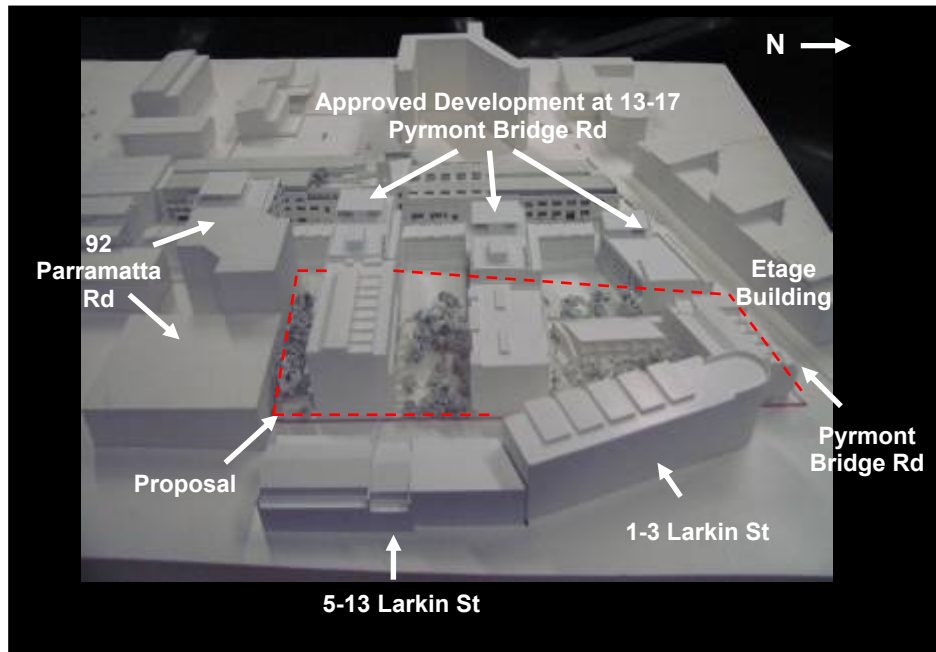 N
Approved Development at 13-17
Pyrmont Bridge Rd
92
Parramatta
Rd
Etage
Building
Proposal
Pyrmont
Bridge Rd
1-3 Larkin St
5-13 Larkin St